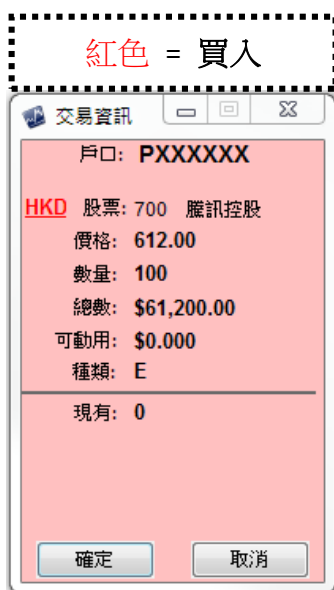 紅色 = 買入
交易資訊
戶口: PXXXXXX
HKD 股票: 700 騰訊控股
價格: 612.00
數量: 100
總數: $61,200.00
可動用: $0.000
種類: E
現有: 0
確定 取消